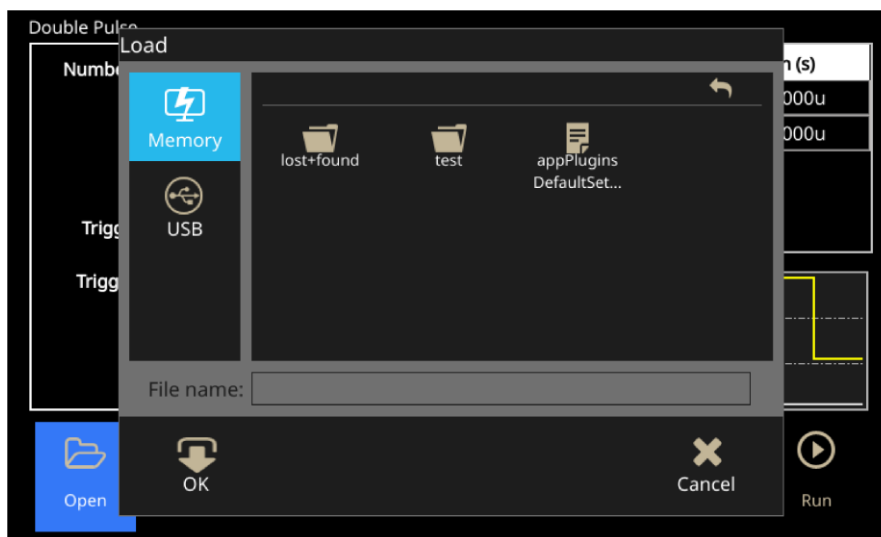 Double Pulse
Load
Numbe
n (s)
000u
000u
Memory
lost+found
test
appPlugins
DefaultSet...
USB
Trigg
Trigg
File name:
Open
OK
Cancel
Run